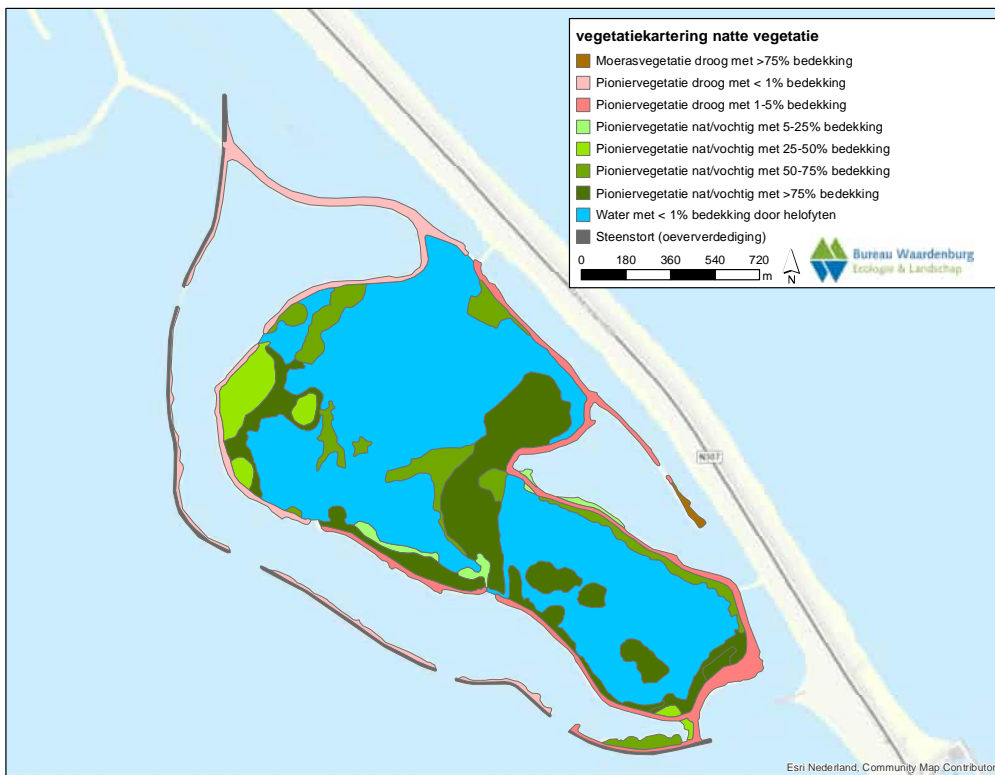 vegetatiekartering natte vegetatie
Moerasvegetatie droog met >75% bedekking
Pioniervegetatie droog met < 1% bedekking
Pioniervegetatie droog met 1-5% bedekking
Pioniervegetatie nat/vochtig met 5-25% bedekking
Pioniervegetatie nat/vochtig met 25-50% bedekking
Pioniervegetatie nat/vochtig met 50-75% bedekking
Pioniervegetatie nat/vochtig met >75% bedekking
Water met < 1% bedekking door helofyten
Steenstort (oeververdediging)
0 180 360 540 720
m
N
Bureau Waardenburg
Ecologie & Landschap
N307
Esri Nederland, Community Map Contributor